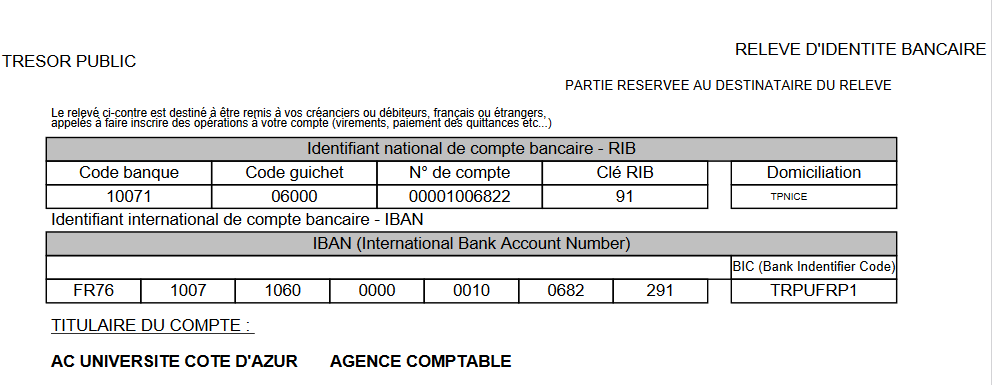 RELEVE D'IDENTITE BANCAIRE
TRESOR PUBLIC
PARTIE RESERVEE AU DESTINATAIRE DU RELEVE
Le relevé ci-contre est destiné à être remis à vos créanciers ou débiteurs, français ou étrangers,
appelés à faire inscrire des opérations à votre compte (virements, paiement des quittances etc...)
Identifiant national de compte bancaire - RIB
Code banque Code guichet N° de compte Clé RIB Domiciliation
10071 06000 00001006822 91 TPNICE
Identifiant international de compte bancaire - IBAN
IBAN (International Bank Account Number)
BIC (Bank Indentifier Code)
FR76 1007 1060 0000 0010 0682 291 TRPUFRP1
TITULAIRE DU COMPTE :
AC UNIVERSITE COTE D'AZUR AGENCE COMPTABLE